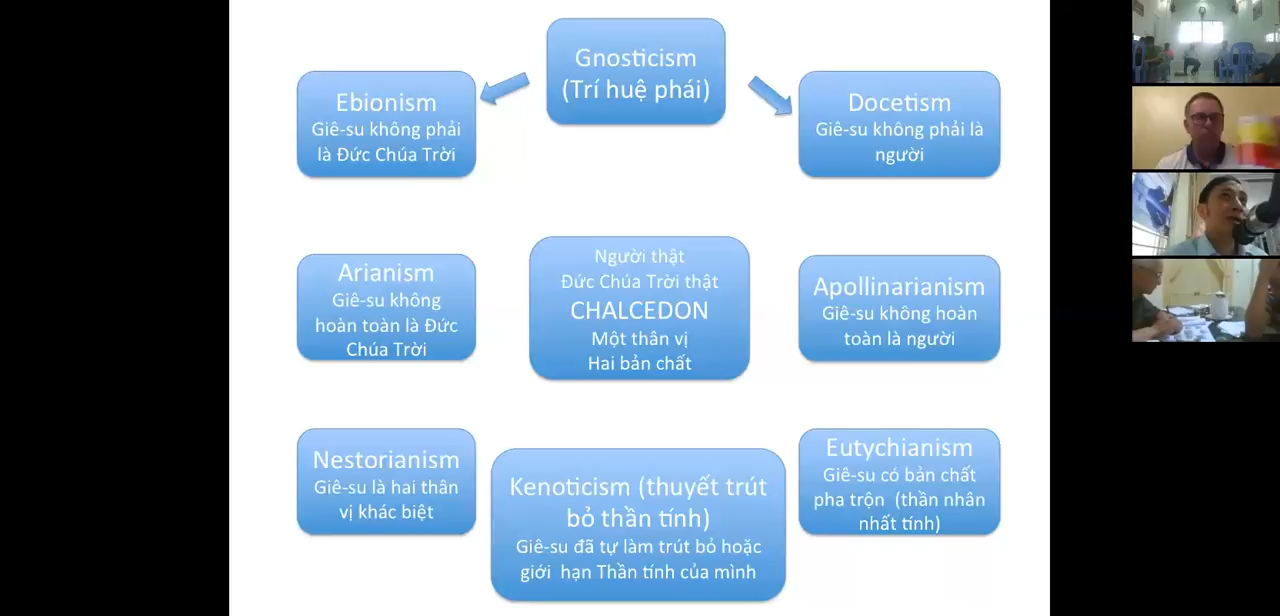 Gnosticism
(Trí huệ phái)
Ebionism
Giê-su không phải
là Đức Chúa Trời
Docetism
Giê-su không phải là
người
Arianism
Giê-su không
hoàn toàn là Đức
Chúa Trời
Người thật
Đức Chúa Trời thật
CHALCEDON
Một thân vị
Hai bản chất
Apollinarianism
Giê-su không hoàn
toàn là người
Nestorianism
Giê-su là hai thân
vị khác biệt
Kenoticism (thuyết trút
bỏ thần tính)
Giê-su đã tự làm trút bỏ hoặc
giới hạn Thần tính của mình
Eutychianism
Giê-su có bản chất
pha trộn (thần nhân
nhất tính)